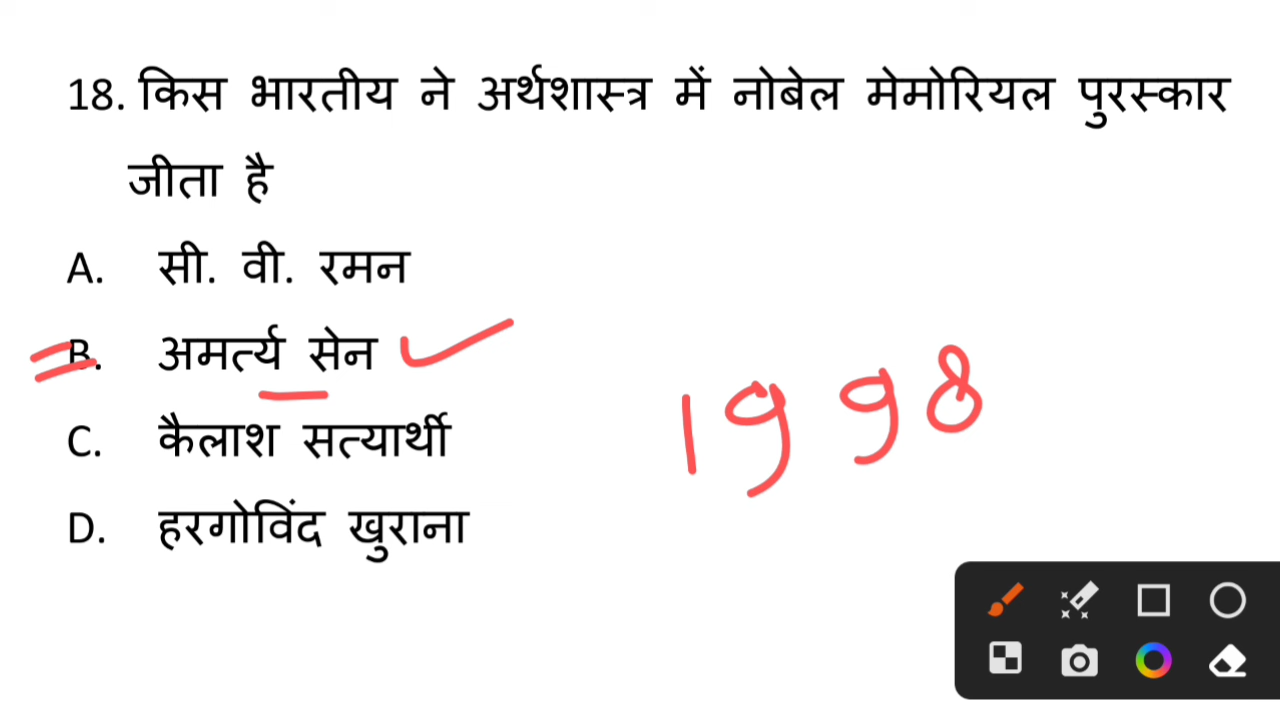 18. किस भारतीय ने अर्थशास्त्र में नोबेल मेमोरियल पुरस्कार
जीता है
A. सी. वी. रमन
B. अमर्त्य सेन
1998
C. कैलाश सत्यार्थी
D. हरगोविंद खुराना